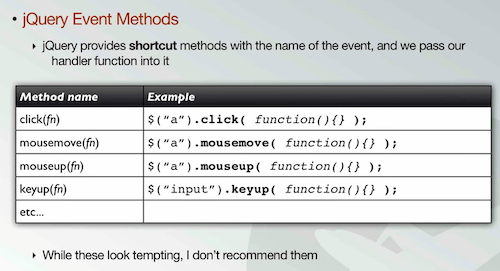 • jQuery Event Methods
‣ jQuery provides shortcut methods with the name of the event, and we pass our
handler function into it
Method name Example
click(fn) $(“a”).click( function(){} );
mousemove(fn) $(“a”).mousemove( function(){} );
mouseup(fn) $(“a”).mouseup( function(){} );
keyup(fn) $(“input”).keyup( function(){} );
etc...
‣ While these look tempting, I don't recommend them